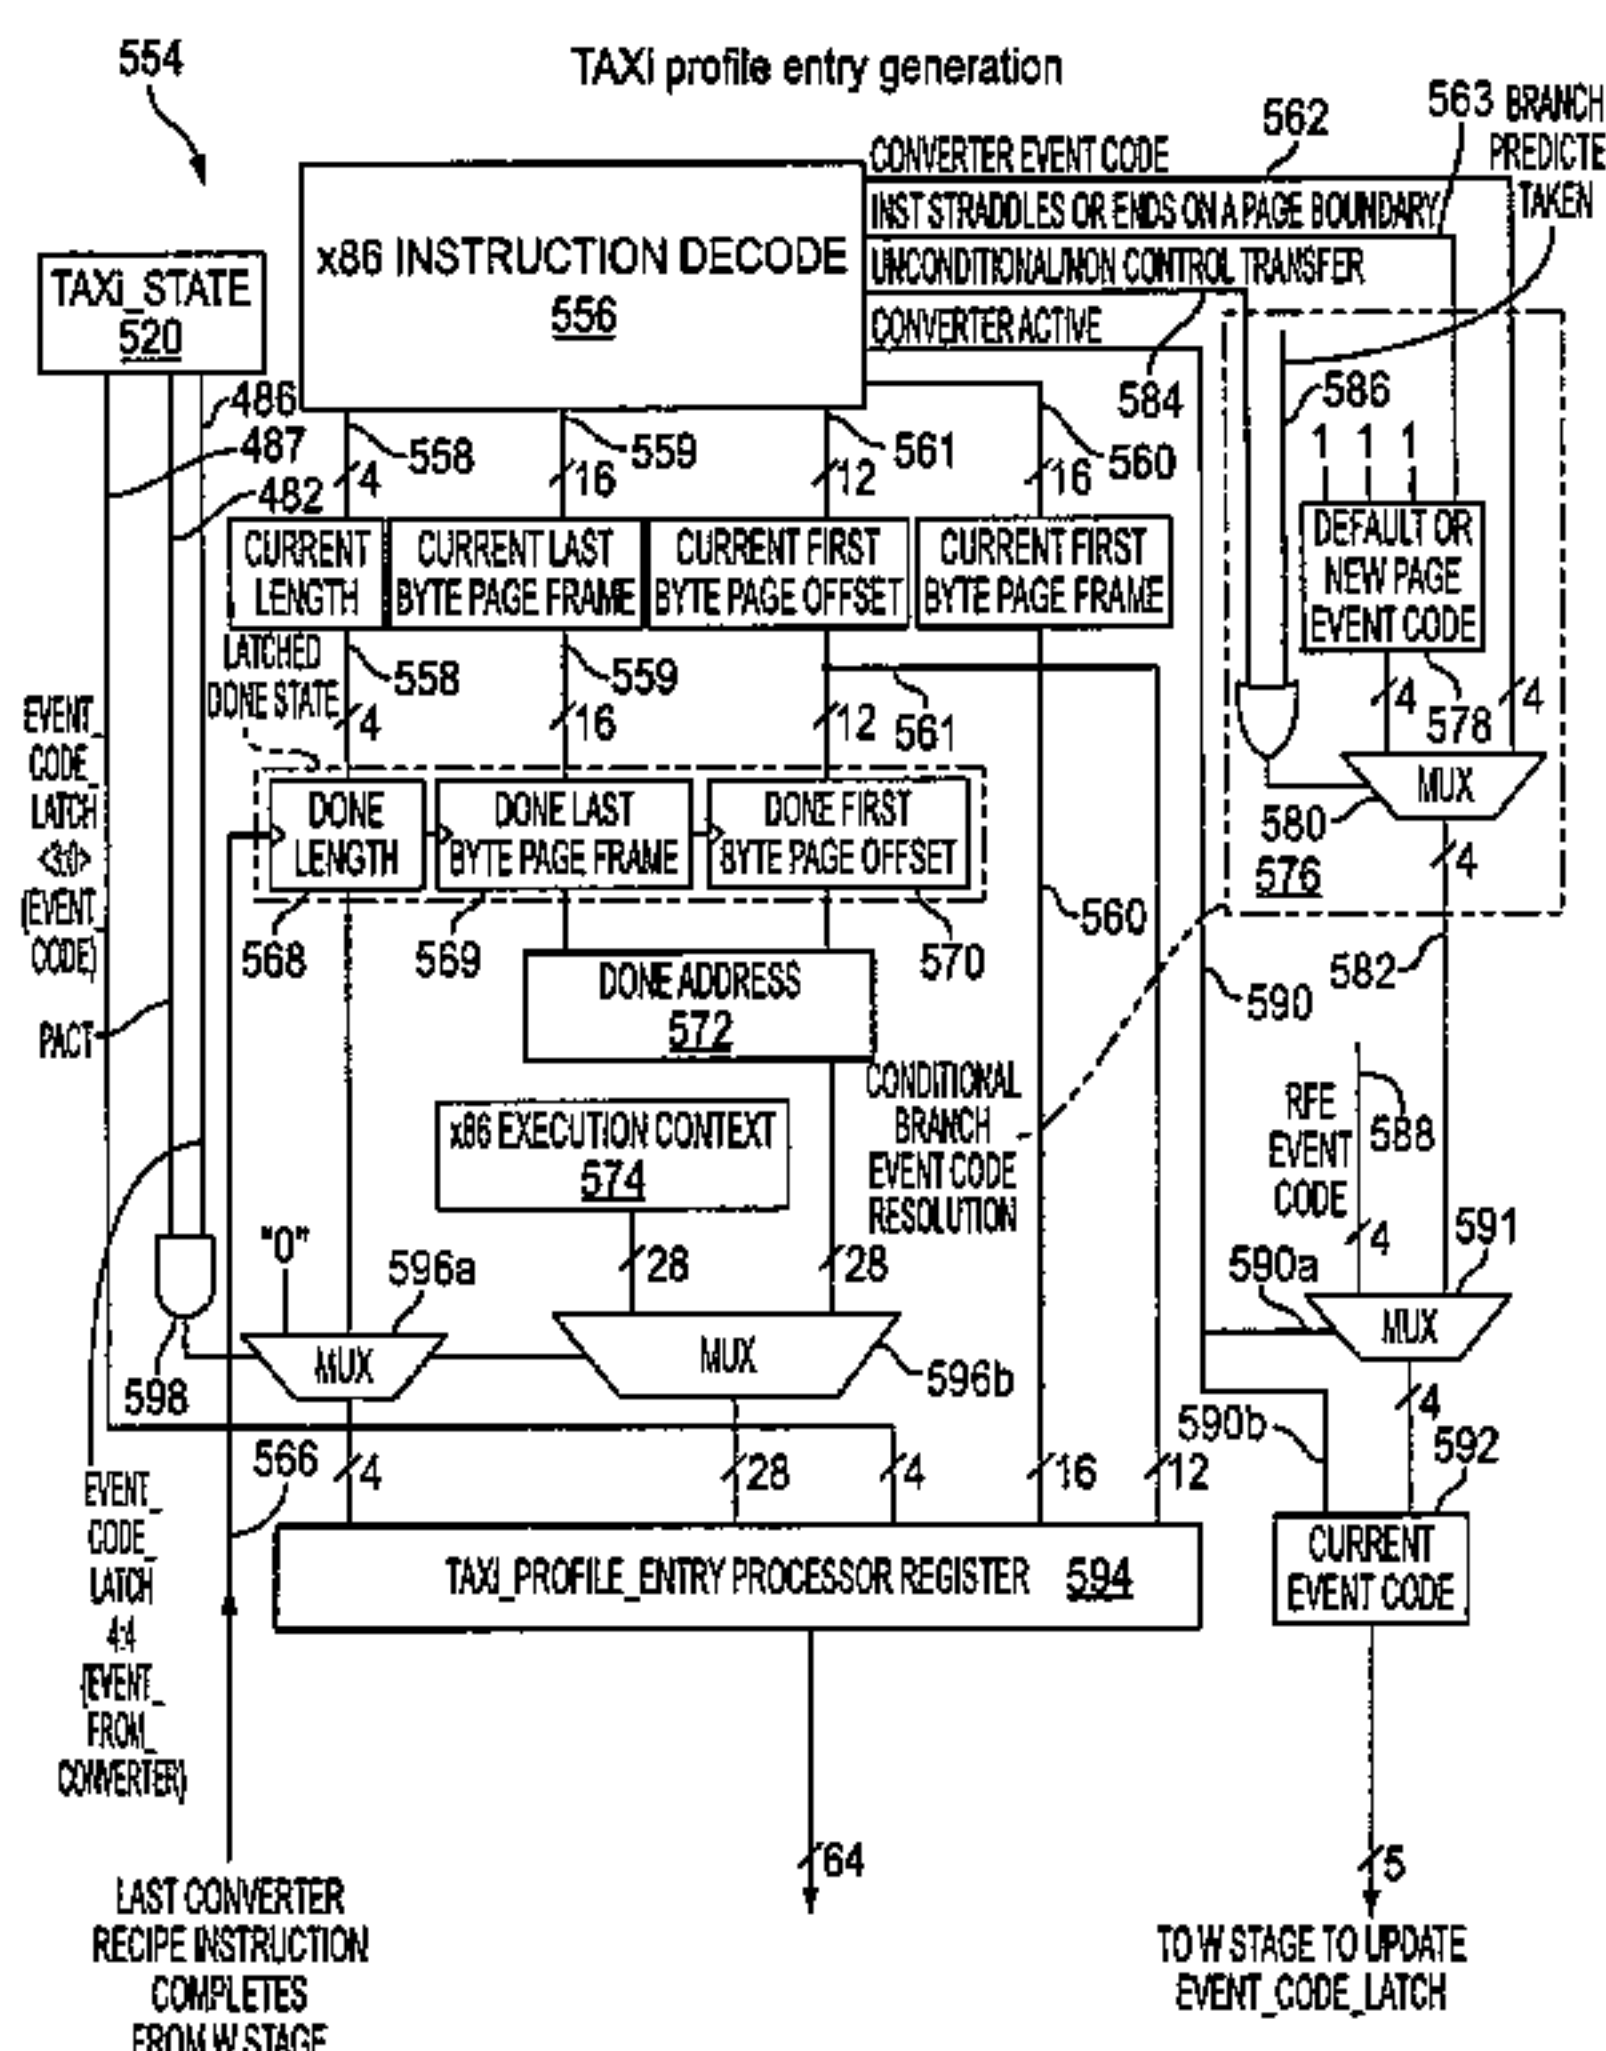 554
TAXi profile entry generation
562
563 BRANCH
PREDICTE
TAKEN
CONVERTER EVENT CODE
INST STRADDLES OR ENDS ON A PAGE BOUNDARY
UNCONDITIONAL/NON CONTROL TRANSFER
CONVERTER ACTIVE
x86 INSTRUCTION DECODE
556
TAXi_STATE
520
486
487
482
558
559
561
560
584
586
4
16
12
16
1 1 1
CURRENT
LENGTH
CURRENT LAST
BYTE PAGE FRAME
CURRENT FIRST
BYTE PAGE OFFSET
CURRENT FIRST
BYTE PAGE FRAME
DEFAULT OR
NEW PAGE
EVENT CODE
LATCHED
DONE STATE
558
559
561
4
16
12
4
578
4
EVENT_
CODE_
LATCH
<3:0>
(EVENT_
CODE)
DONE
LENGTH
DONE LAST
BYTE PAGE FRAME
DONE FIRST
BYTE PAGE OFFSET
MUX
580
576
4
568
569
570
560
582
590
PACT
DONE ADDRESS
572
CONDITIONAL
BRANCH
EVENT CODE
RESOLUTION
x86 EXECUTION CONTEXT
574
RFE
EVENT
CODE
588
4
591
590a
"0"
596a
28
28
MUX
MUX
596b
MUX
598
4
590b
592
566
4
28
4
16
12
EVENT_
CODE_
LATCH
4:4
(EVENT_
FROM_
CONVERTER)
TAXi_PROFILE_ENTRY PROCESSOR REGISTER 594
CURRENT
EVENT CODE
64
5
LAST CONVERTER
RECIPE INSTRUCTION
COMPLETES
FROM W STAGE
TO W STAGE TO UPDATE
EVENT_CODE_LATCH